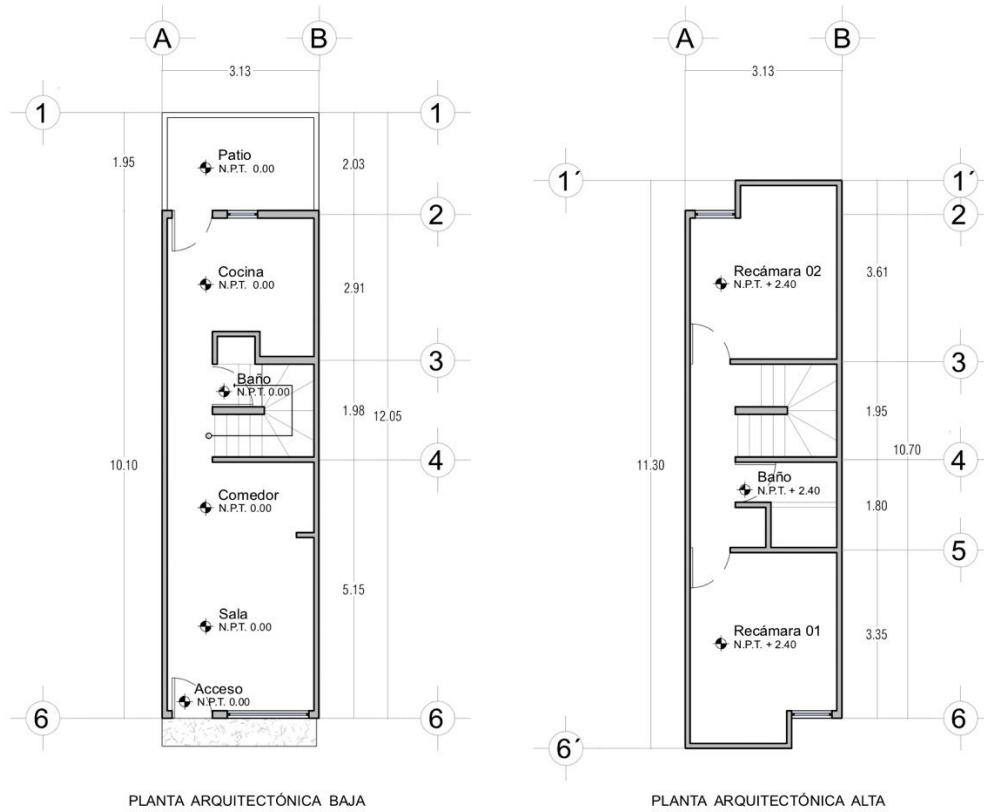 A
B
3.13
1
1
1.95
Patio
N.P.T. 0.00
2.03
2
Cocina
N.P.T. 0.00
2.91
3
Baño
N.P.T. 0.00
1.98
12.05
10.10
4
Comedor
N.P.T. 0.00
5.15
Sala
N.P.T. 0.00
Acceso
N.P.T. 0.00
6
6
PLANTA ARQUITECTÓNICA BAJA
A
B
3.13
1´
1´
2
Recámara 02
N.P.T. + 2.40
3.61
3
1.95
10.70
11.30
4
Baño
N.P.T. + 2.40
1.80
5
Recámara 01
N.P.T. + 2.40
3.35
6
6´
PLANTA ARQUITECTÓNICA ALTA